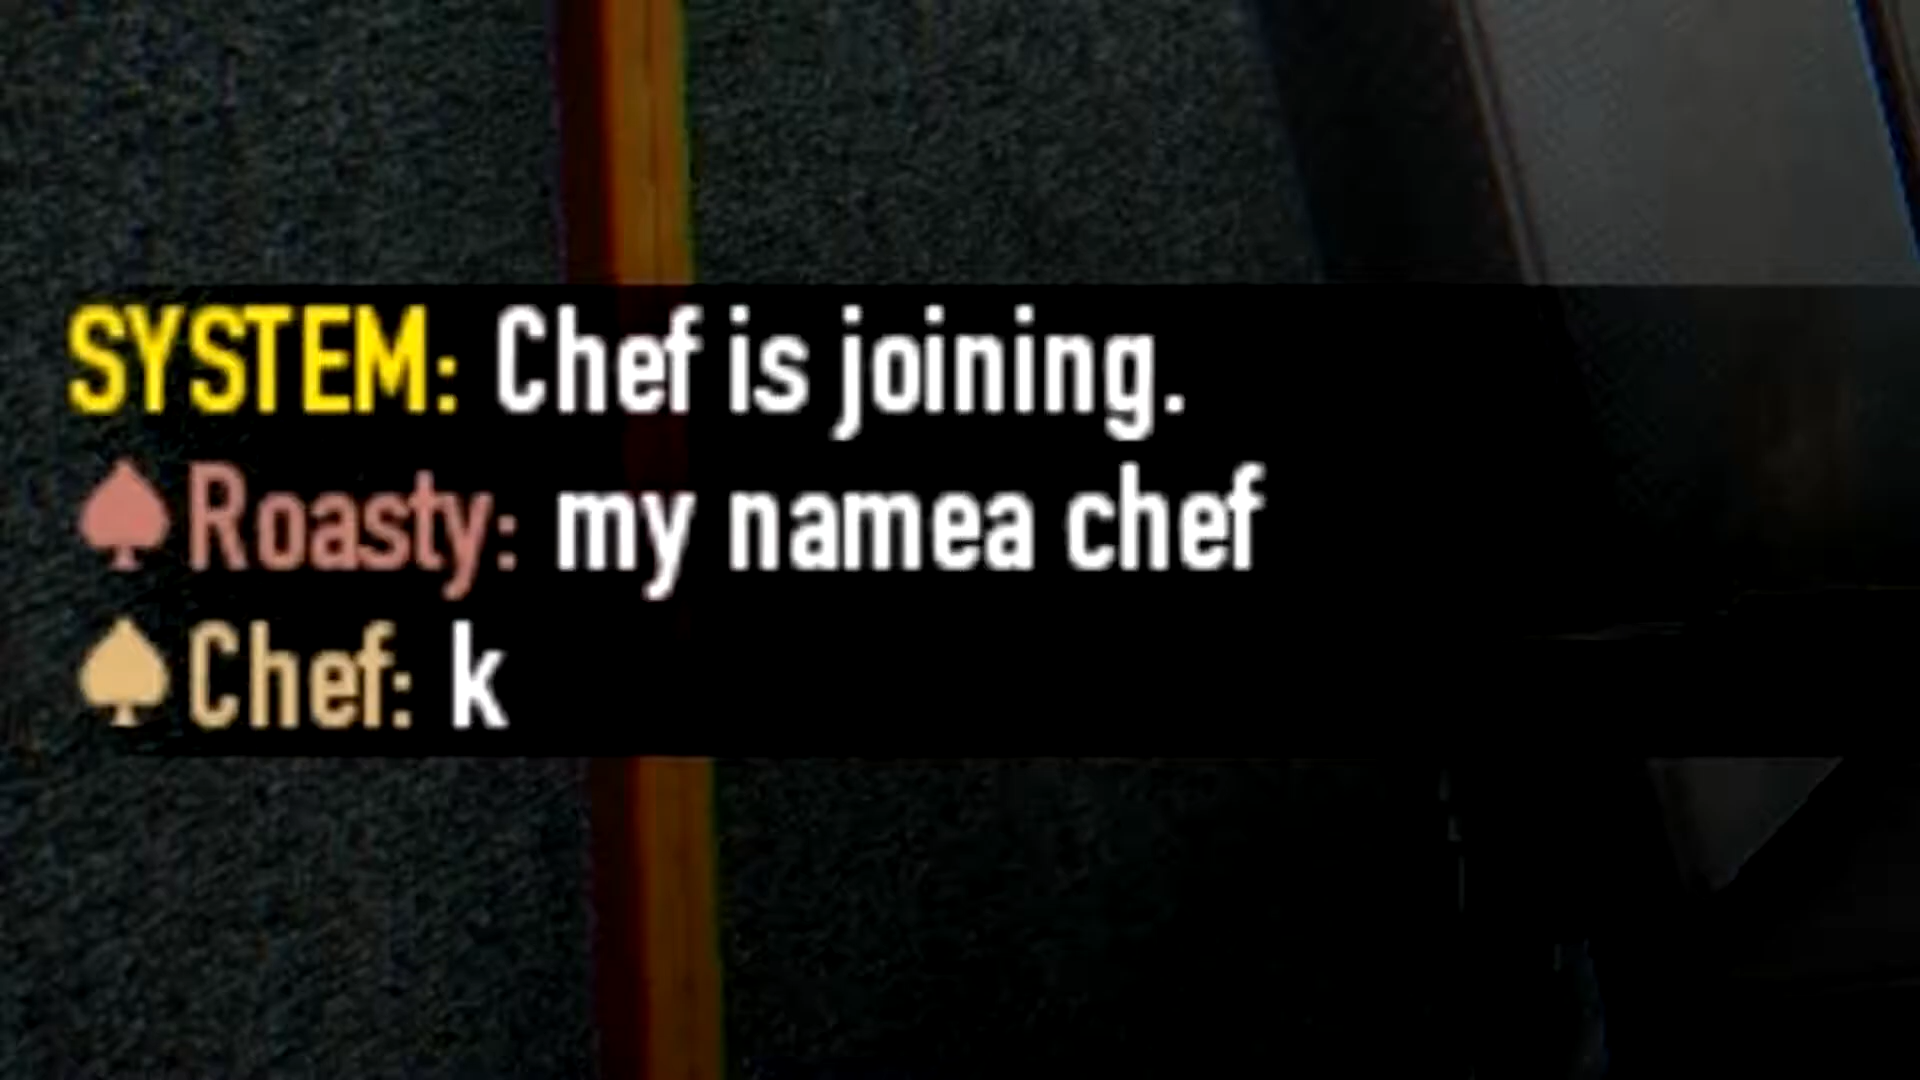 SYSTEM: Chef is joining.
♠Roasty: my namea chef
♠Chef: k